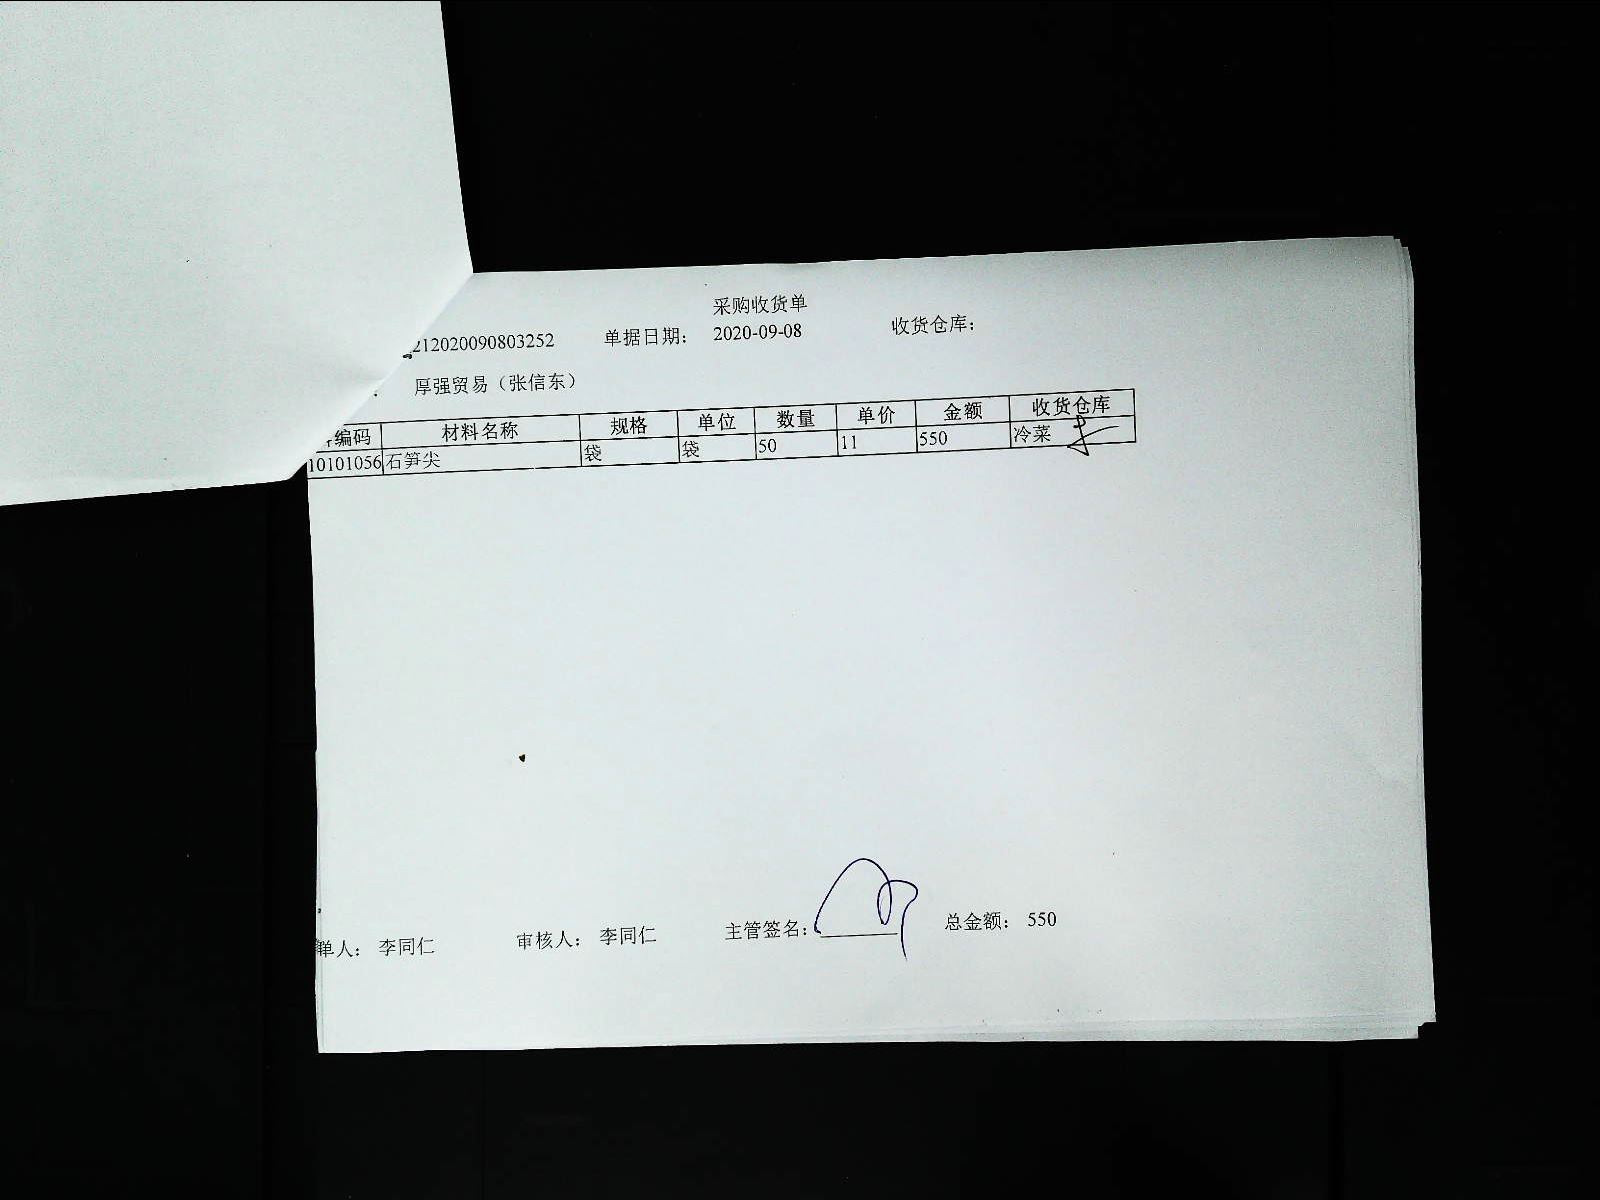 采购收货单
212020090803252 单据日期: 2020-09-08 收货仓库:
厚强贸易（张信东）
编码 材料名称 规格 单位 数量 单价 金额 收货仓库
10101056 石笋尖 袋 袋 50 11 550 冷菜
单人: 李同仁 审核人: 李同仁 主管签名: 总金额: 550